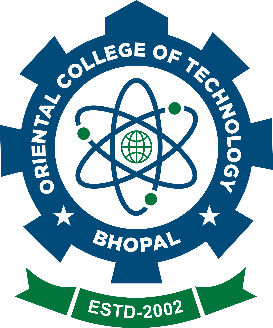 ORIENTAL COLLEGE OF TECHNOLOGY
BHOPAL
ESTD-2002